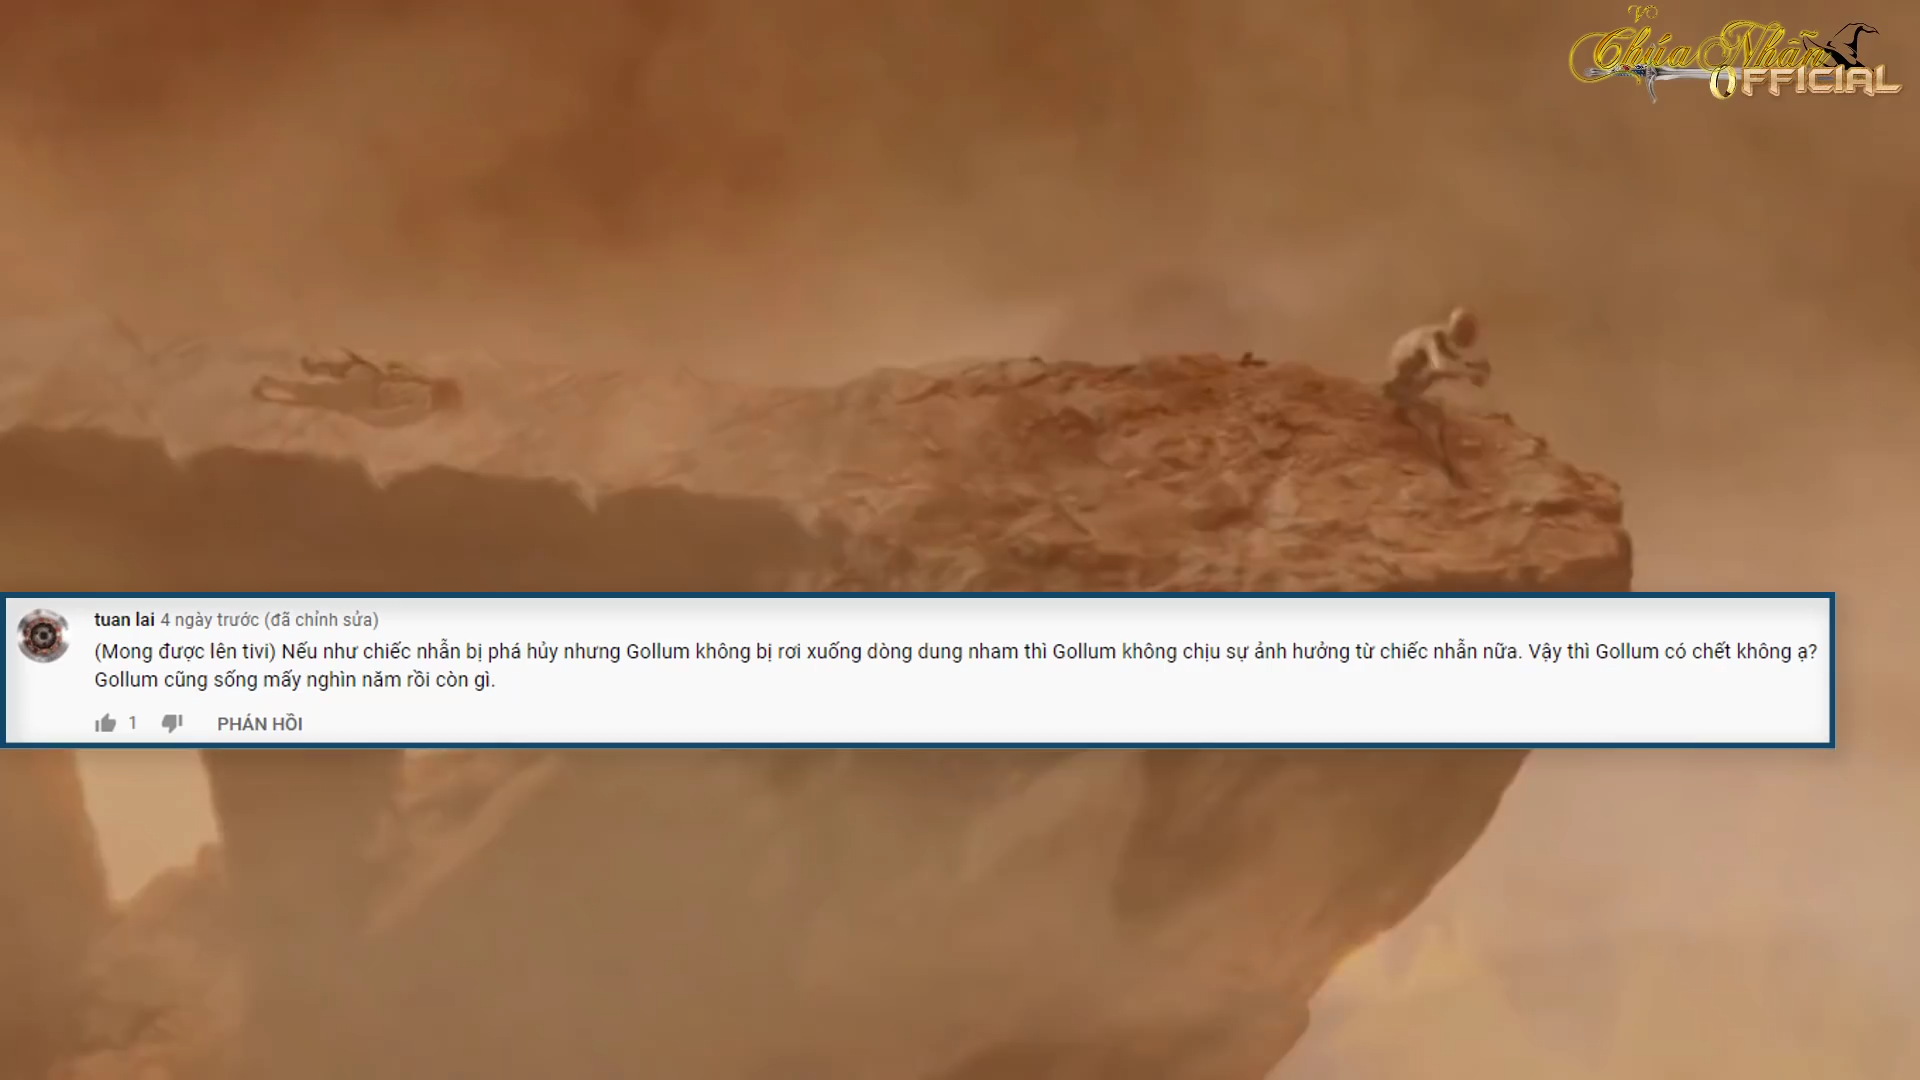 Võ
Chúa Nhẫn
OFFICIAL
tuan lai 4 ngày trước (đã chỉnh sửa)
(Mong được lên tivi) Nếu như chiếc nhẫn bị phá hủy nhưng Gollum không bị rơi xuống dòng dung nham thì Gollum không chịu sự ảnh hưởng từ chiếc nhẫn nữa. Vậy thì Gollum có chết không ạ?
Gollum cũng sống mấy nghìn năm rồi còn gì.
1 PHẢN HỒI